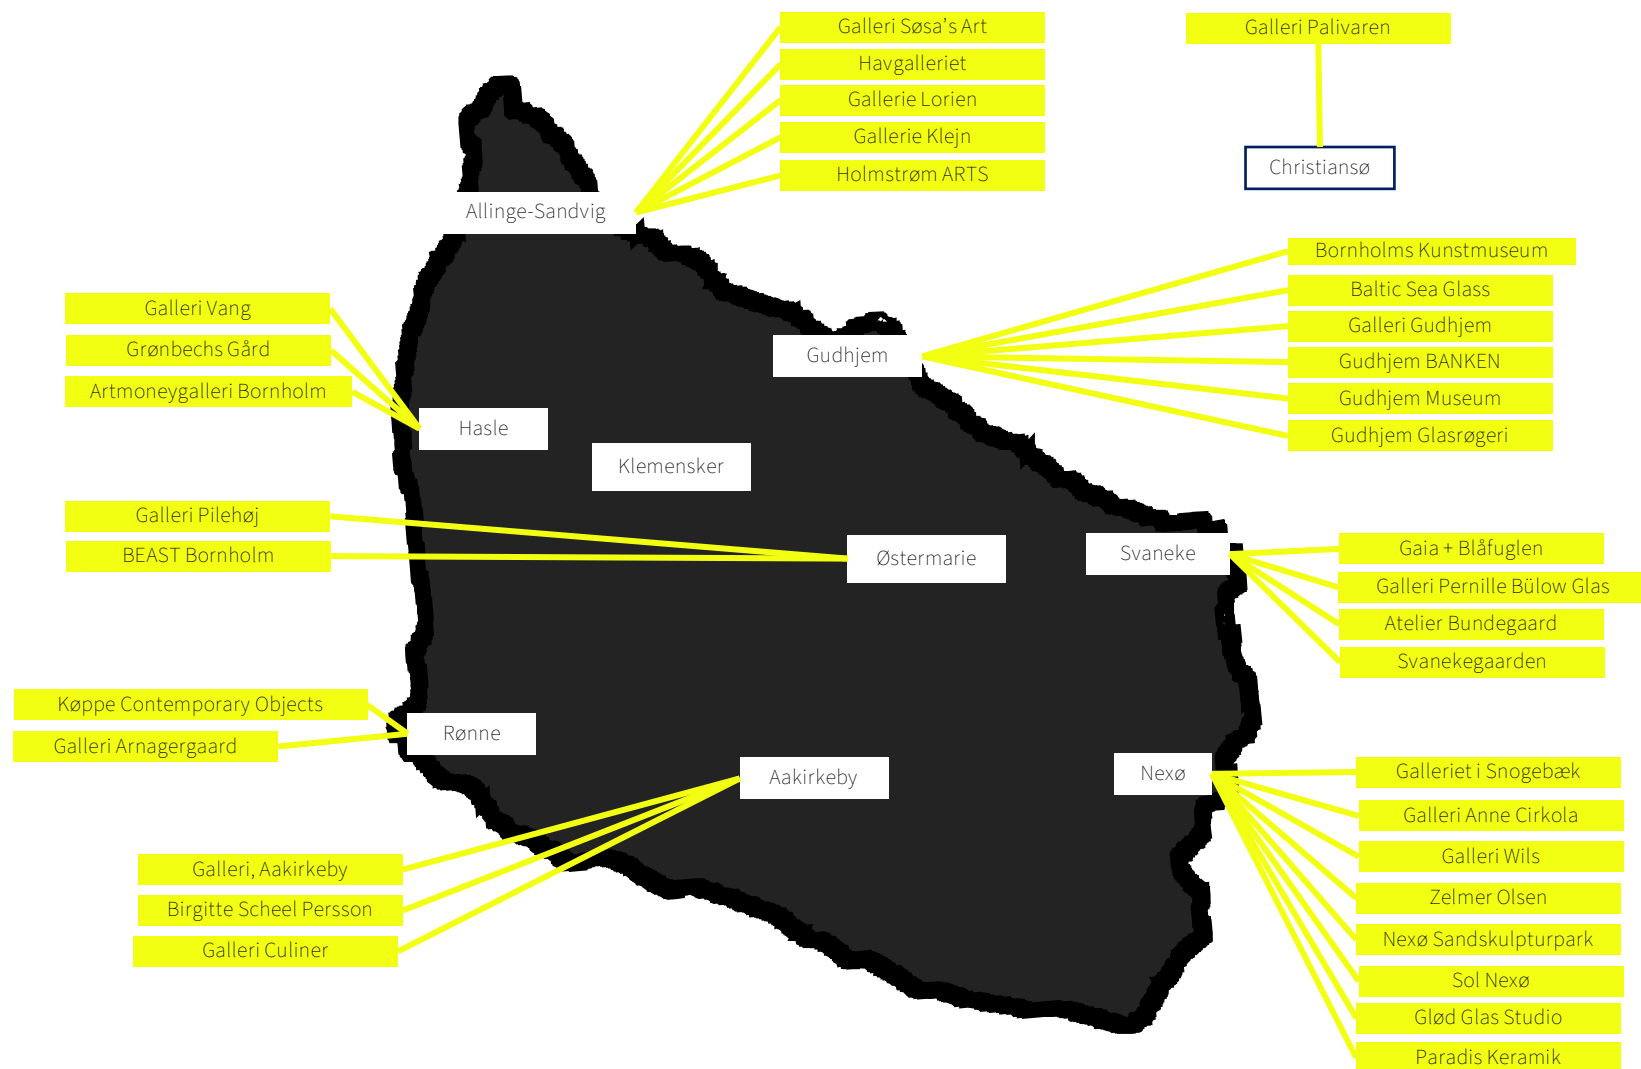 Galleri Søsa’s Art
Havgalleriet
Gallerie Lorien
Gallerie Klejn
Holmstrøm ARTS
Galleri Palivaren
Christiansø
Allinge-Sandvig
Bornholms Kunstmuseum
Baltic Sea Glass
Galleri Gudhjem
Gudhjem BANKEN
Gudhjem Museum
Gudhjem Glasrøgeri
Gudhjem
Galleri Vang
Grønbechs Gård
Artmoneygalleri Bornholm
Hasle
Klemensker
Galleri Pilehøj
BEAST Bornholm
Østermarie
Svaneke
Gaia + Blåfuglen
Galleri Pernille Bülow Glas
Atelier Bundegaard
Svanekegaarden
Køppe Contemporary Objects
Galleri Arnagergaard
Rønne
Aakirkeby
Nexø
Galleriet i Snogebæk
Galleri Anne Cirkola
Galleri Wils
Zelmer Olsen
Nexø Sandskulpturpark
Sol Nexø
Glød Glas Studio
Paradis Keramik
Galleri, Aakirkeby
Birgitte Scheel Persson
Galleri Culiner